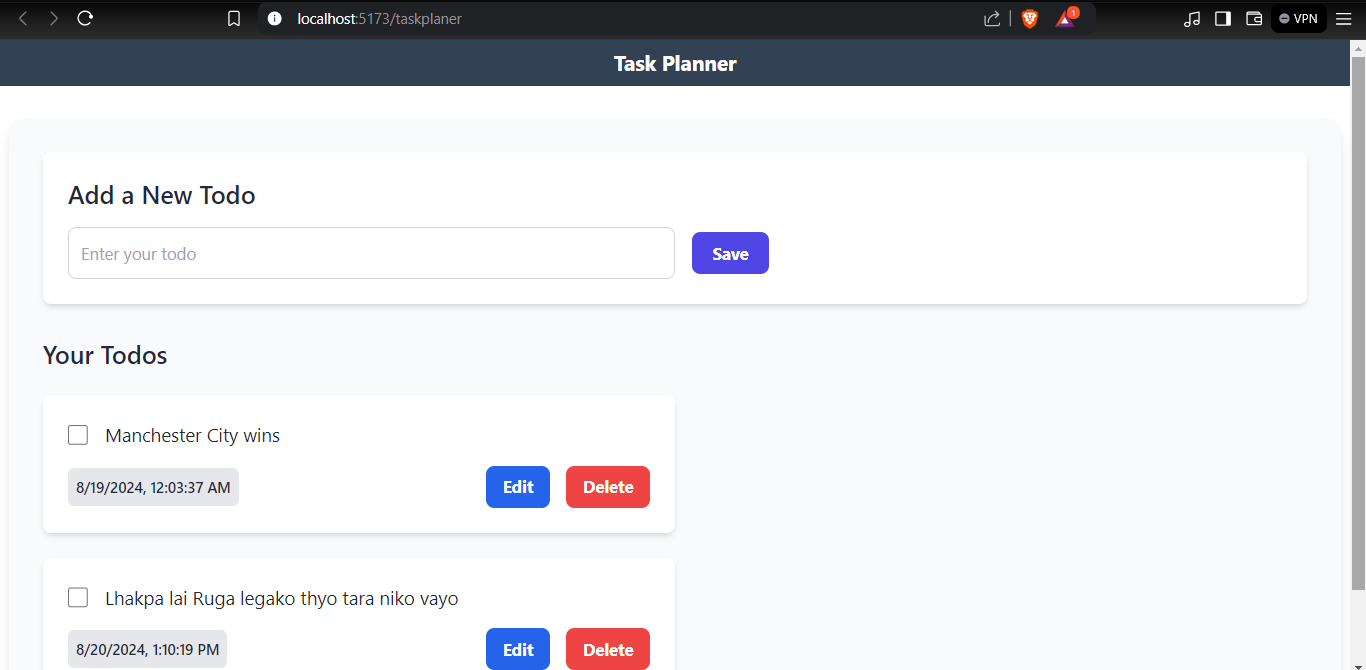 localhost:5173/taskplaner
1
VPN
Task Planner
Add a New Todo
Enter your todo
Save
Your Todos
Manchester City wins
8/19/2024, 12:03:37 AM
Edit
Delete
Lhakpa lai Ruga legako thyo tara niko vayo
8/20/2024, 1:10:19 PM
Edit
Delete